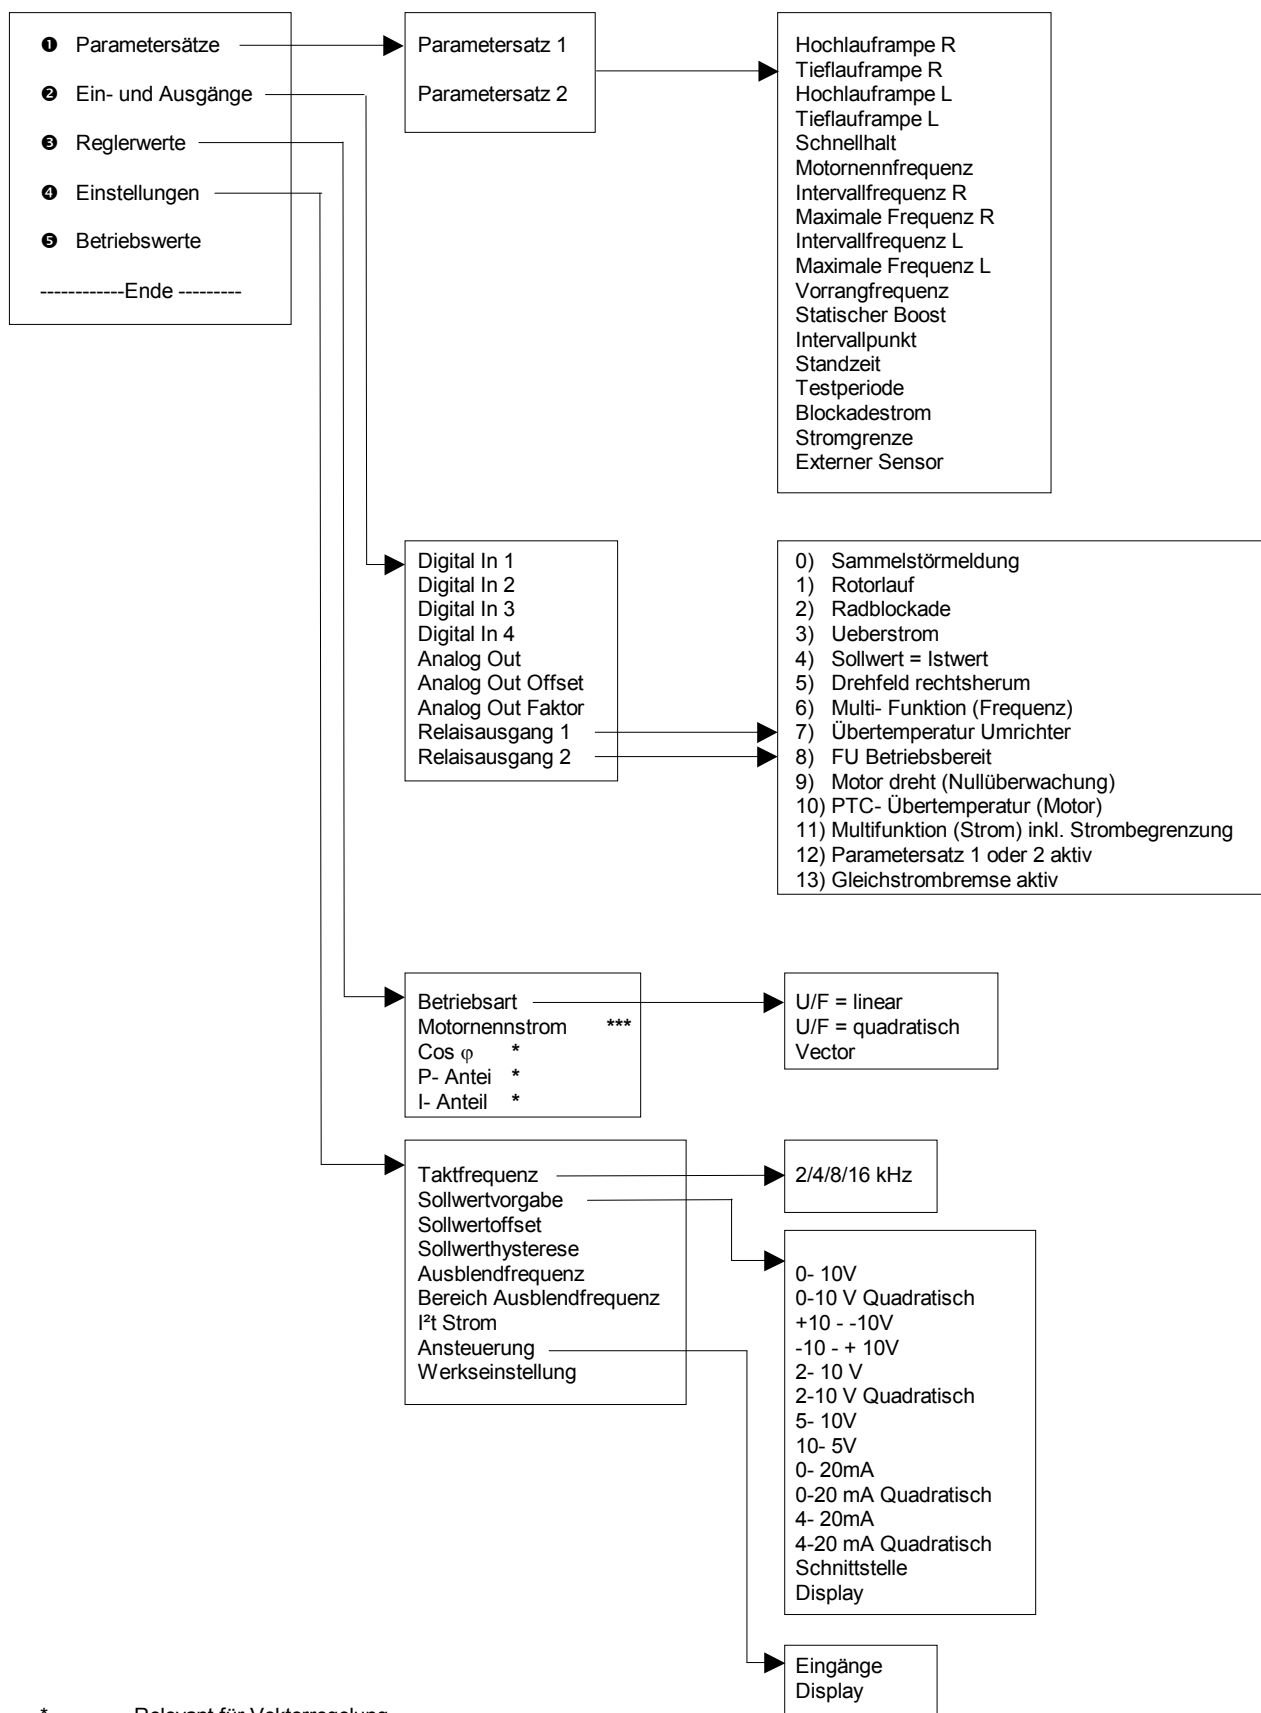 ❶ Parametersätze
❷ Ein- und Ausgänge
❸ Reglerwerte
❹ Einstellungen
❺ Betriebswerte
------------Ende ---------
Parametersatz 1
Parametersatz 2
Hochlauframpe R
Tieflauframpe R
Hochlauframpe L
Tieflauframpe L
Schnellhalt
Motornennfrequenz
Intervallfrequenz R
Maximale Frequenz R
Intervallfrequenz L
Maximale Frequenz L
Vorrangfrequenz
Statischer Boost
Intervallpunkt
Standzeit
Testperiode
Blockadestrom
Stromgrenze
Externer Sensor
Digital In 1
Digital In 2
Digital In 3
Digital In 4
Analog Out
Analog Out Offset
Analog Out Faktor
Relaisausgang 1
Relaisausgang 2
0) Sammelstörmeldung
1) Rotorlauf
2) Radblockade
3) Ueberstrom
4) Sollwert = Istwert
5) Drehfeld rechtsherum
6) Multi- Funktion (Frequenz)
7) Übertemperatur Umrichter
8) FU Betriebsbereit
9) Motor dreht (Nullüberwachung)
10) PTC- Übertemperatur (Motor)
11) Multifunktion (Strom) inkl. Strombegrenzung
12) Parametersatz 1 oder 2 aktiv
13) Gleichstrombremse aktiv
Betriebsart
Motornennstrom ***
Cos φ *
P- Antei *
I- Anteil *
U/F = linear
U/F = quadratisch
Vector
Taktfrequenz
Sollwertvorgabe
Sollwertoffset
Sollwerthysterese
Ausblendfrequenz
Bereich Ausblendfrequenz
I²t Strom
Ansteuerung
Werkseinstellung
2/4/8/16 kHz
0- 10V
0-10 V Quadratisch
+10 - -10V
-10 - + 10V
2- 10 V
2-10 V Quadratisch
5- 10V
10- 5V
0- 20mA
0-20 mA Quadratisch
4- 20mA
4-20 mA Quadratisch
Schnittstelle
Display
Eingänge
Display
* Relevant für Vektorregelung